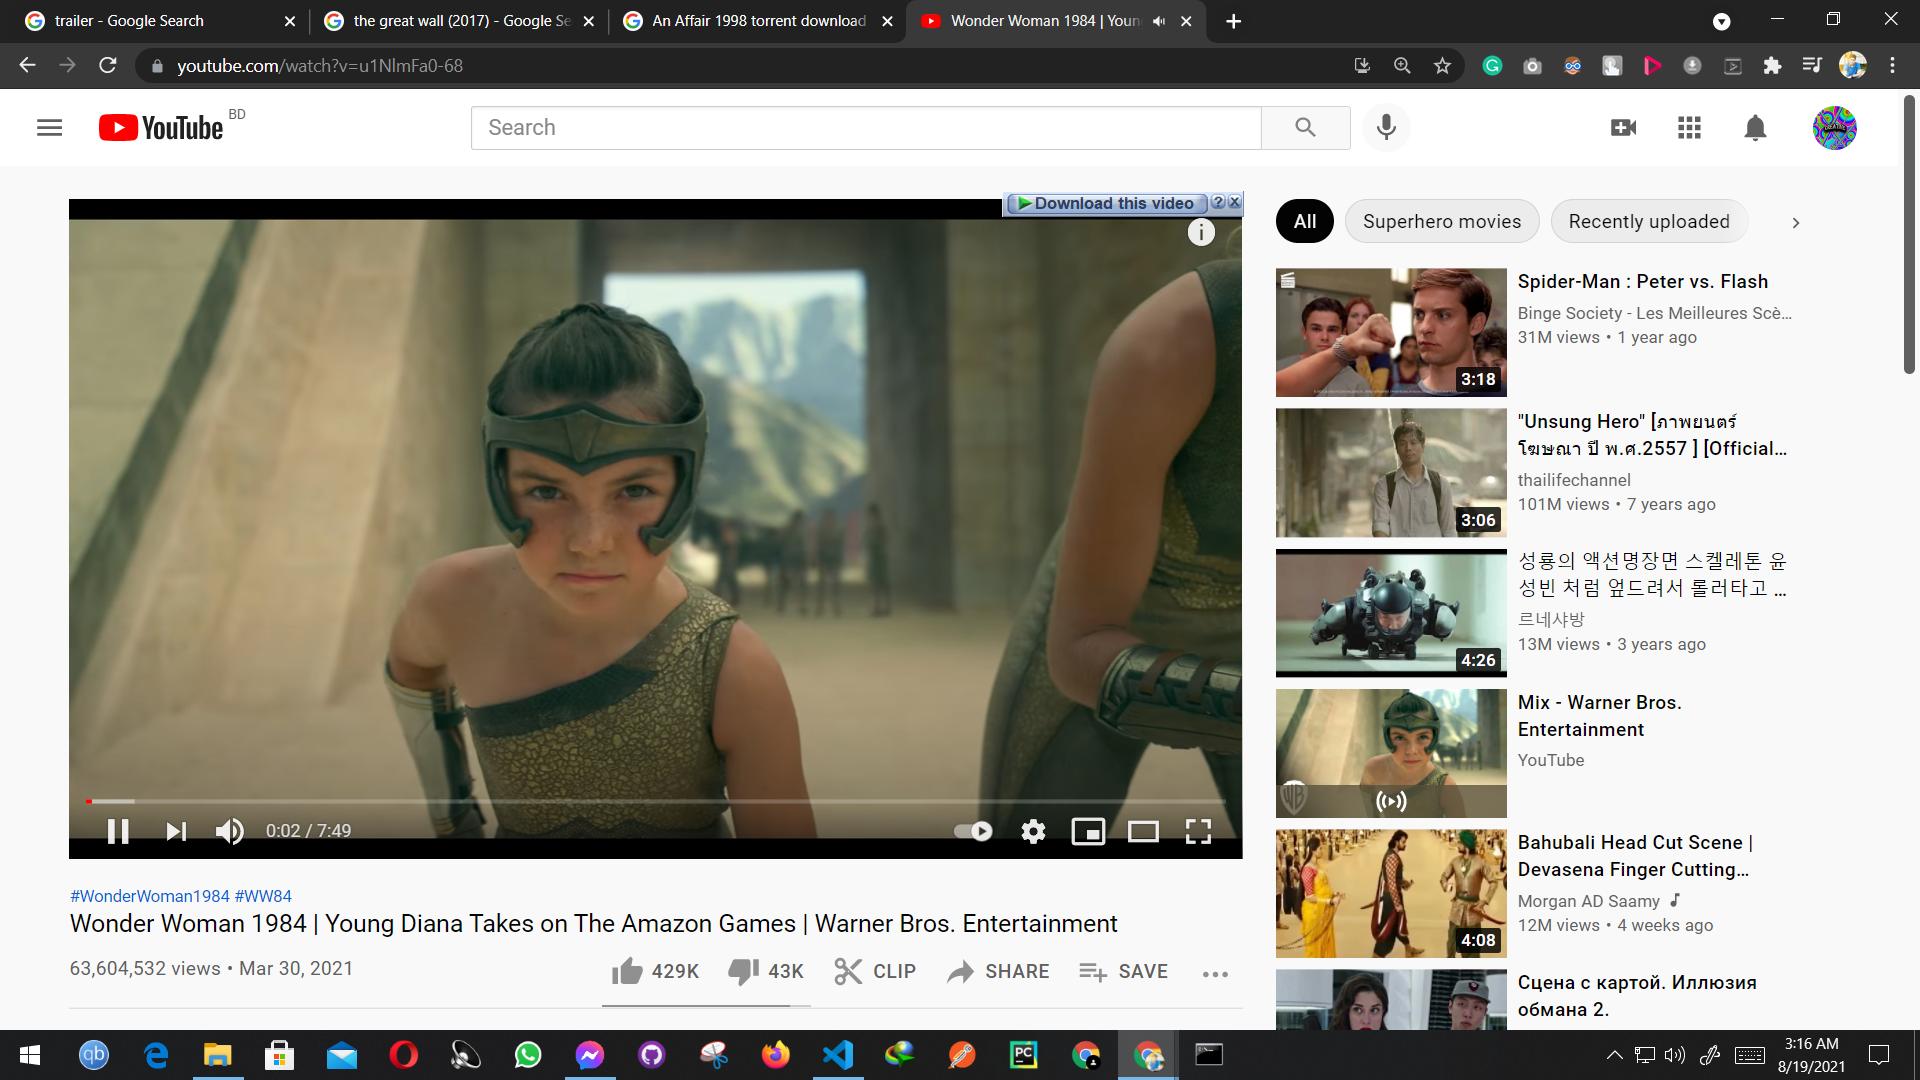 trailer - Google Search
the great wall (2017) - Google Se
An Affair 1998 torrent download
Wonder Woman 1984 | Youn
youtube.com/watch?v=u1NlmFa0-68
YouTube BD
Search
Download this video
All
Superhero movies
Recently uploaded
3:18
Spider-Man : Peter vs. Flash
Binge Society - Les Meilleures Scè...
31M views • 1 year ago
3:06
"Unsung Hero" [ภาพยนตร์
โฆษณา ปี พ.ศ.2557 ] [Official...
thailifechannel
101M views • 7 years ago
4:26
성룡의 액션명장면 스켈레톤 윤
성빈 처럼 엎드려서 롤러타고 ...
르네샤방
13M views • 3 years ago
Mix - Warner Bros.
Entertainment
YouTube
4:08
Bahubali Head Cut Scene |
Devasena Finger Cutting...
Morgan AD Saamy
12M views • 4 weeks ago
Сцена с картой. Иллюзия
обмана 2.
0:02 / 7:49
#WonderWoman1984 #WW84
Wonder Woman 1984 | Young Diana Takes on The Amazon Games | Warner Bros. Entertainment
63,604,532 views • Mar 30, 2021
429K
43K
CLIP
SHARE
SAVE
qb
PC
3:16 AM
8/19/2021